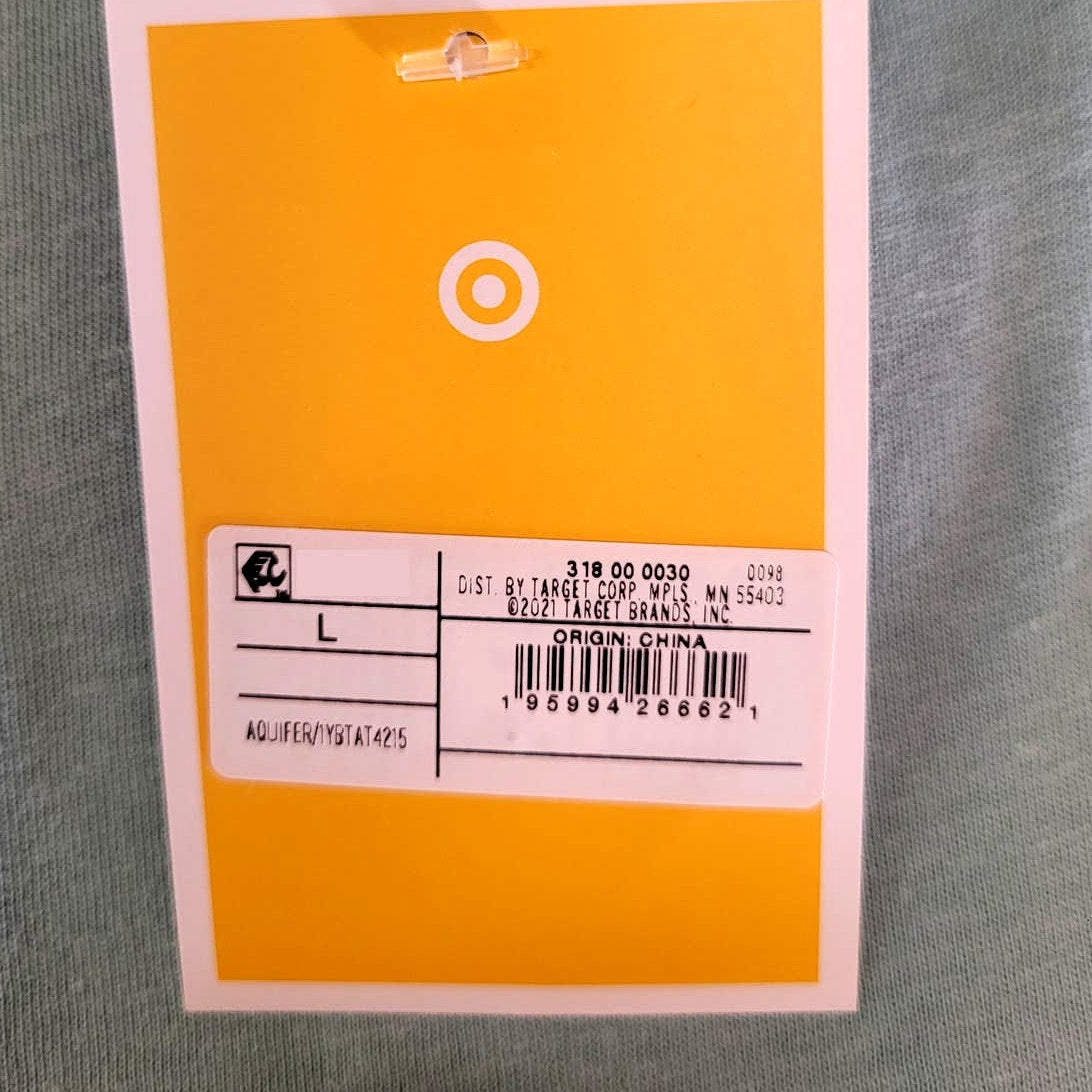 L
AQUIFER/1YBTAT4215
318 00 0030 0098
DIST. BY TARGET CORP. MPLS., MN 55403
©2021 TARGET BRANDS, INC.
ORIGIN: CHINA
1 95994 26662 1